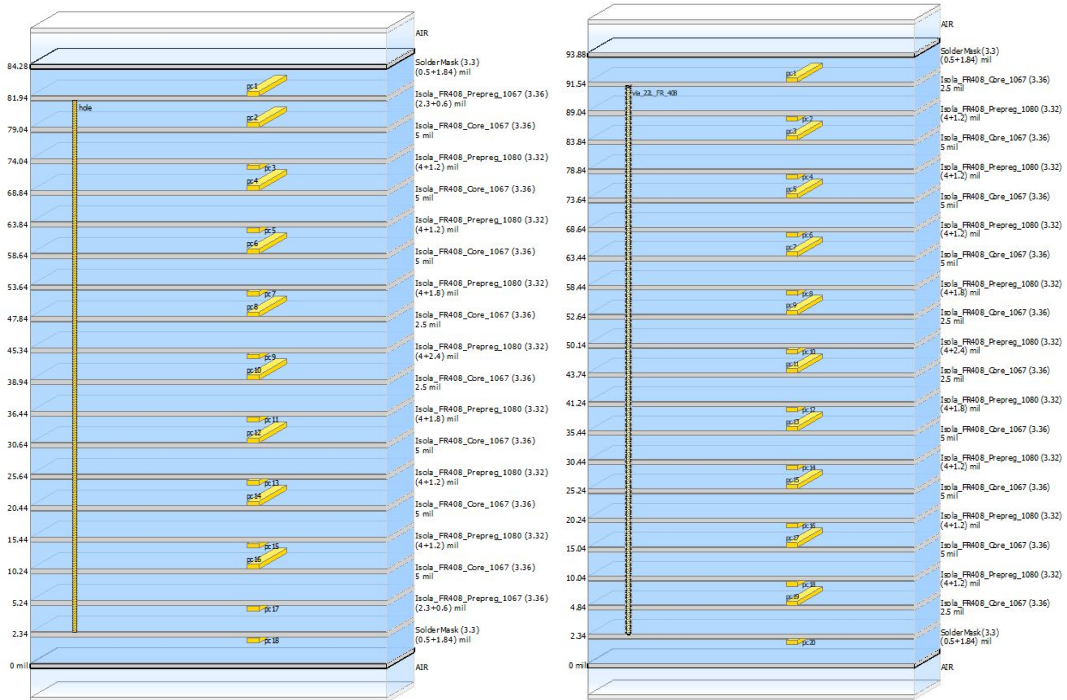 AIR
84.28
SolderMask (3.3)
(0.5+1.84) mil
pc1
81.94
hole
Isola_FR408_Prepreg_1067 (3.36)
(2.3+0.6) mil
pc2
79.04
Isola_FR408_Core_1067 (3.36)
5 mil
74.04
Isola_FR408_Prepreg_1080 (3.32)
(4+1.2) mil
pc3
pc4
68.84
Isola_FR408_Core_1067 (3.36)
5 mil
63.84
Isola_FR408_Prepreg_1080 (3.32)
(4+1.2) mil
pc5
pc6
58.64
Isola_FR408_Core_1067 (3.36)
5 mil
53.64
Isola_FR408_Prepreg_1080 (3.32)
(4+1.8) mil
pc7
pc8
47.84
Isola_FR408_Core_1067 (3.36)
2.5 mil
45.34
Isola_FR408_Prepreg_1080 (3.32)
(4+2.4) mil
pc9
pc10
38.94
Isola_FR408_Core_1067 (3.36)
2.5 mil
36.44
Isola_FR408_Prepreg_1080 (3.32)
(4+1.8) mil
pc11
pc12
30.64
Isola_FR408_Core_1067 (3.36)
5 mil
25.64
Isola_FR408_Prepreg_1080 (3.32)
(4+1.2) mil
pc13
pc14
20.44
Isola_FR408_Core_1067 (3.36)
5 mil
15.44
Isola_FR408_Prepreg_1080 (3.32)
(4+1.2) mil
pc15
pc16
10.24
Isola_FR408_Core_1067 (3.36)
5 mil
5.24
Isola_FR408_Prepreg_1067 (3.36)
(2.3+0.6) mil
pc17
2.34
SolderMask (3.3)
(0.5+1.84) mil
pc18
0 mil
AIR
AIR
93.88
SolderMask (3.3)
(0.5+1.84) mil
pc1
91.54
via_22L_FR_408
Isola_FR408_Core_1067 (3.36)
2.5 mil
89.04
Isola_FR408_Prepreg_1080 (3.32)
(4+1.2) mil
pc2
pc3
83.84
Isola_FR408_Core_1067 (3.36)
5 mil
78.84
Isola_FR408_Prepreg_1080 (3.32)
(4+1.2) mil
pc4
pc5
73.64
Isola_FR408_Core_1067 (3.36)
5 mil
68.64
Isola_FR408_Prepreg_1080 (3.32)
(4+1.2) mil
pc6
pc7
63.44
Isola_FR408_Core_1067 (3.36)
5 mil
58.44
Isola_FR408_Prepreg_1080 (3.32)
(4+1.8) mil
pc8
pc9
52.64
Isola_FR408_Core_1067 (3.36)
2.5 mil
50.14
Isola_FR408_Prepreg_1080 (3.32)
(4+2.4) mil
pc10
pc11
43.74
Isola_FR408_Core_1067 (3.36)
2.5 mil
41.24
Isola_FR408_Prepreg_1080 (3.32)
(4+1.8) mil
pc12
pc13
35.44
Isola_FR408_Core_1067 (3.36)
5 mil
30.44
Isola_FR408_Prepreg_1080 (3.32)
(4+1.2) mil
pc14
pc15
25.24
Isola_FR408_Core_1067 (3.36)
5 mil
20.24
Isola_FR408_Prepreg_1080 (3.32)
(4+1.2) mil
pc16
pc17
15.04
Isola_FR408_Core_1067 (3.36)
5 mil
10.04
Isola_FR408_Prepreg_1080 (3.32)
(4+1.2) mil
pc18
pc19
4.84
Isola_FR408_Core_1067 (3.36)
2.5 mil
2.34
SolderMask (3.3)
(0.5+1.84) mil
pc20
0 mil
AIR